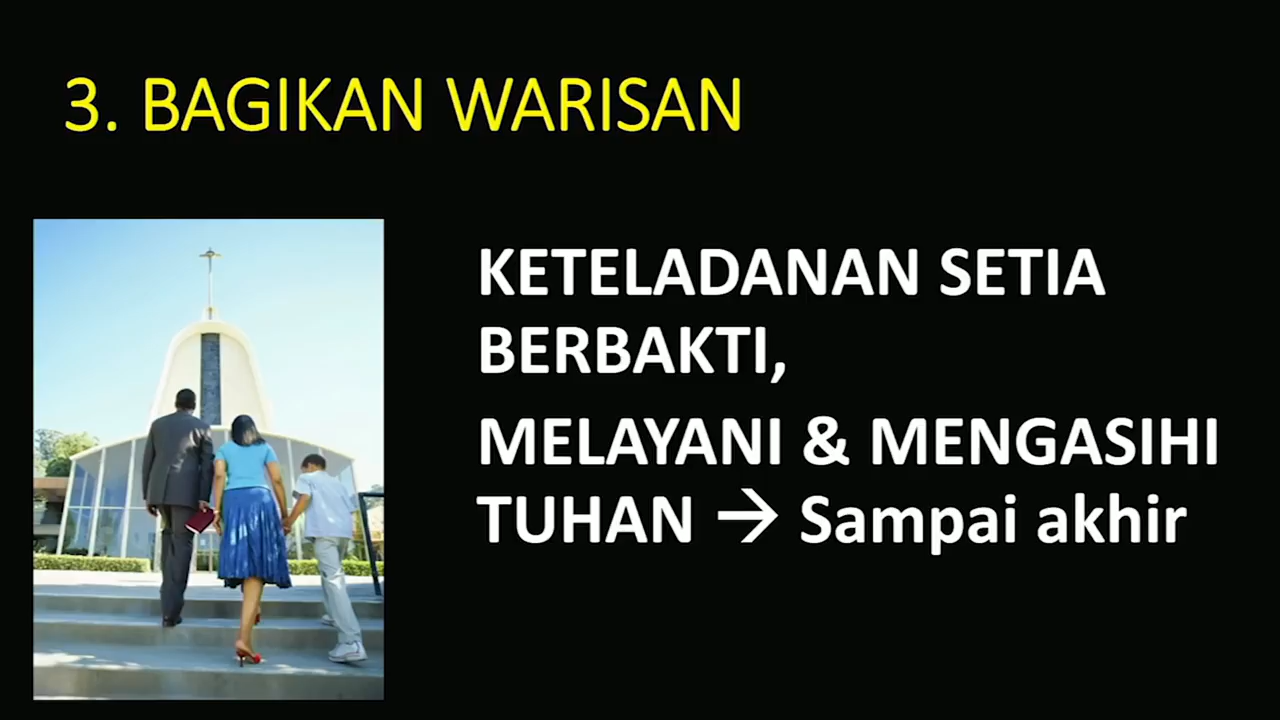 3. BAGIKAN WARISAN
KETELADANAN SETIA
BERBAKTI,
MELAYANI & MENGASIHI
TUHAN → Sampai akhir